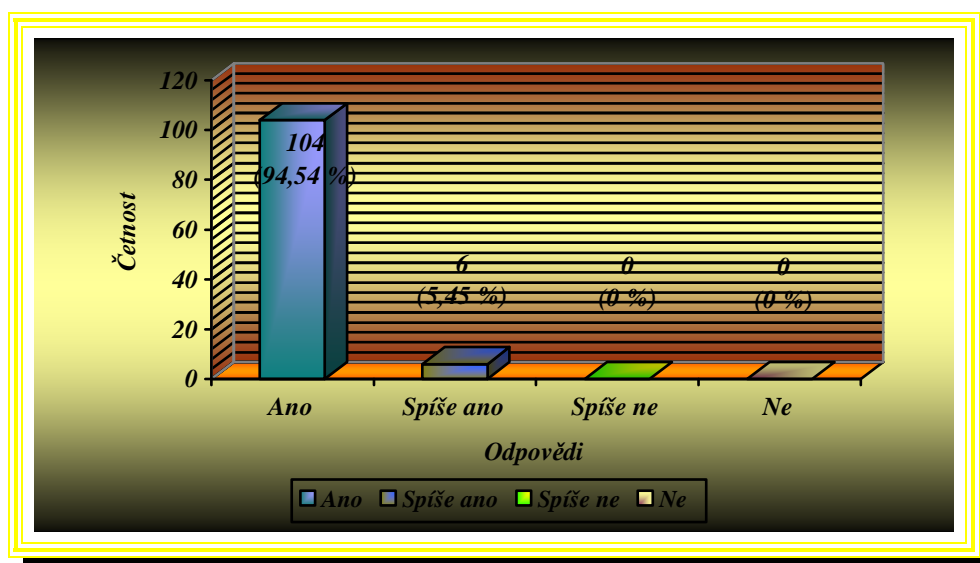 120
100
80
60
40
20
0
Četnost
104
(94,54 %)
6
(5,45 %)
0
(0 %)
0
(0 %)
Ano
Spíše ano
Spíše ne
Ne
Odpovědi
Ano
Spíše ano
Spíše ne
Ne